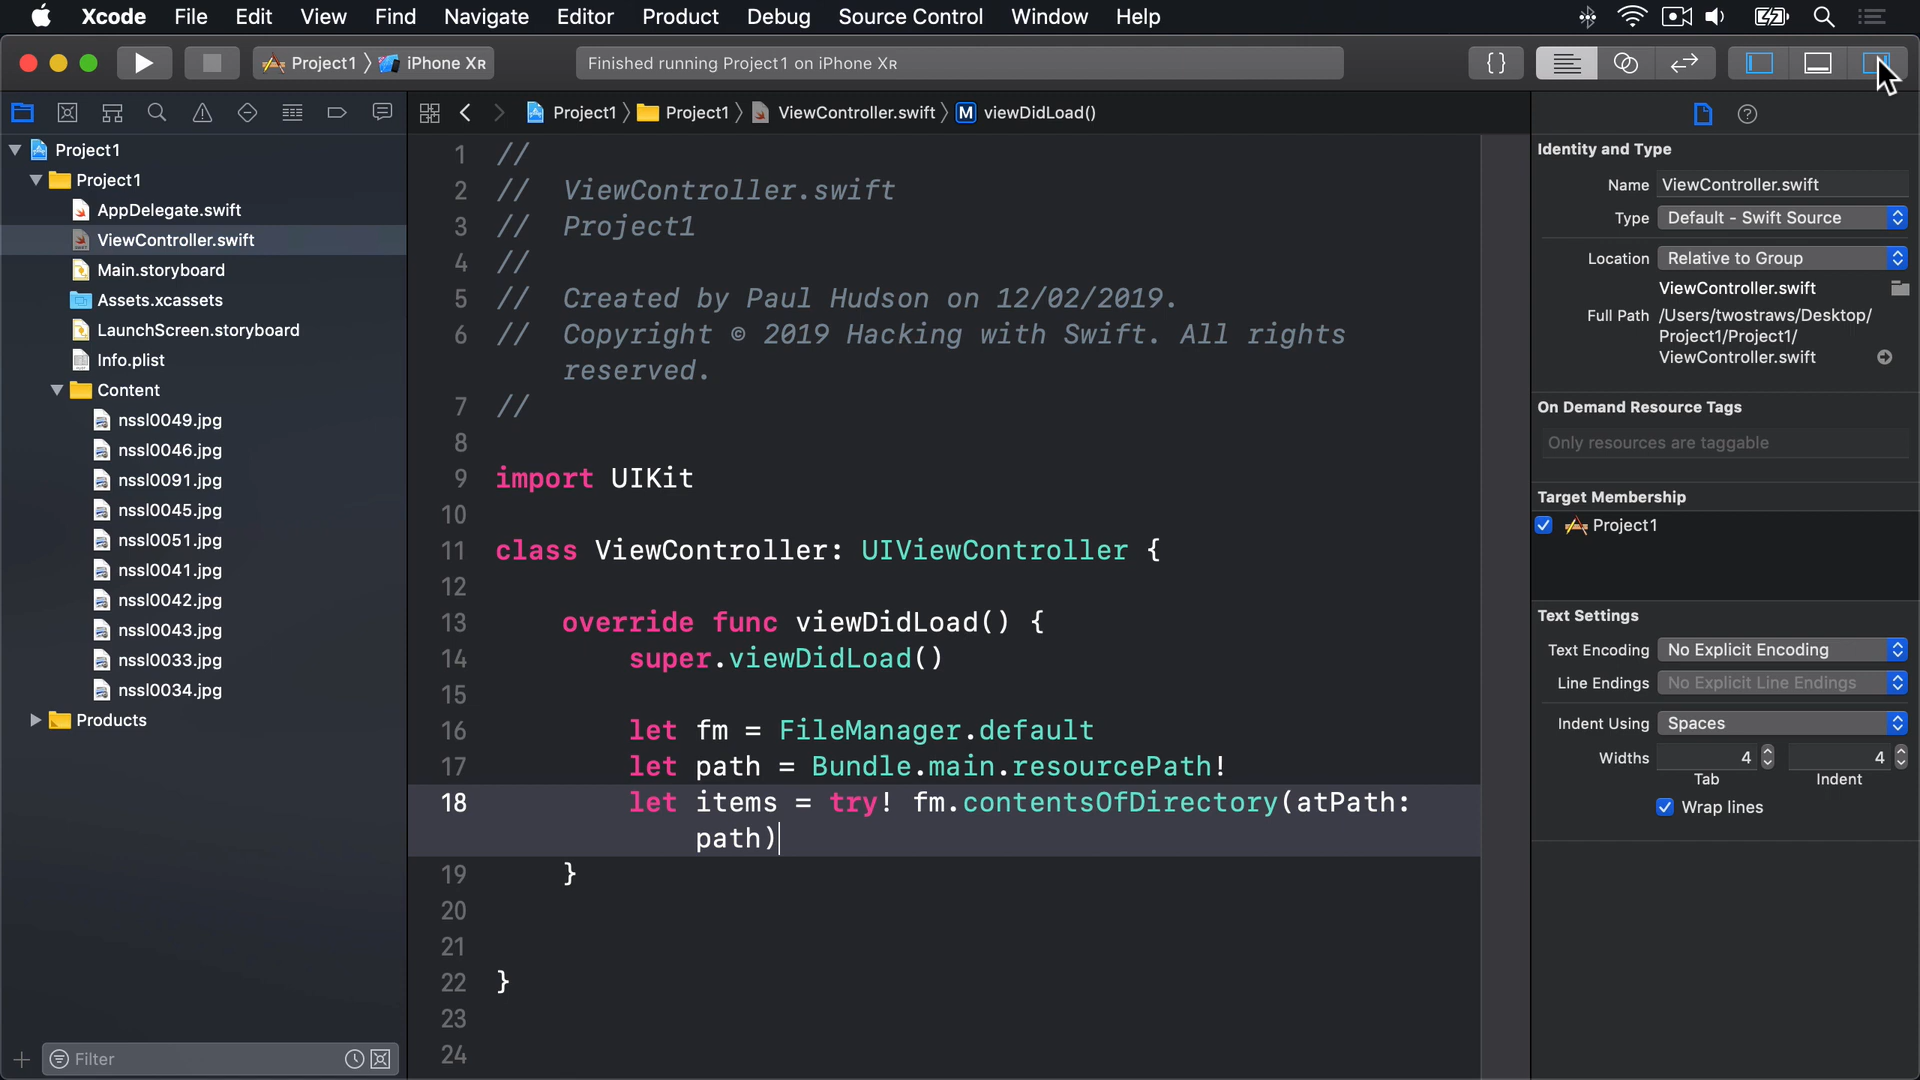 Xcode File Edit View Find Navigate Editor Product Debug Source Control Window Help
Project1 iPhone XR
Finished running Project1 on iPhone XR
{}
Project1 Project1 ViewController.swift M viewDidLoad()
Project1
Project1
AppDelegate.swift
ViewController.swift
Main.storyboard
Assets.xcassets
LaunchScreen.storyboard
Info.plist
Content
nssl0049.jpg
nssl0046.jpg
nssl0091.jpg
nssl0045.jpg
nssl0051.jpg
nssl0041.jpg
nssl0042.jpg
nssl0043.jpg
nssl0033.jpg
nssl0034.jpg
Products
Filter
1 //
2 // ViewController.swift
3 // Project1
4 //
5 // Created by Paul Hudson on 12/02/2019.
6 // Copyright © 2019 Hacking with Swift. All rights
reserved.
7 //
8
9 import UIKit
10
11 class ViewController: UIViewController {
12
13 override func viewDidLoad() {
14 super.viewDidLoad()
15
16 let fm = FileManager.default
17 let path = Bundle.main.resourcePath!
18 let items = try! fm.contentsOfDirectory(atPath:
path)
19 }
20
21
22 }
23
24
Identity and Type
Name ViewController.swift
Type Default - Swift Source
Location Relative to Group
ViewController.swift
Full Path /Users/twostraws/Desktop/
Project1/Project1/
ViewController.swift
On Demand Resource Tags
Only resources are taggable
Target Membership
Project1
Text Settings
Text Encoding No Explicit Encoding
Line Endings No Explicit Line Endings
Indent Using Spaces
Widths 4 4
Tab Indent
Wrap lines